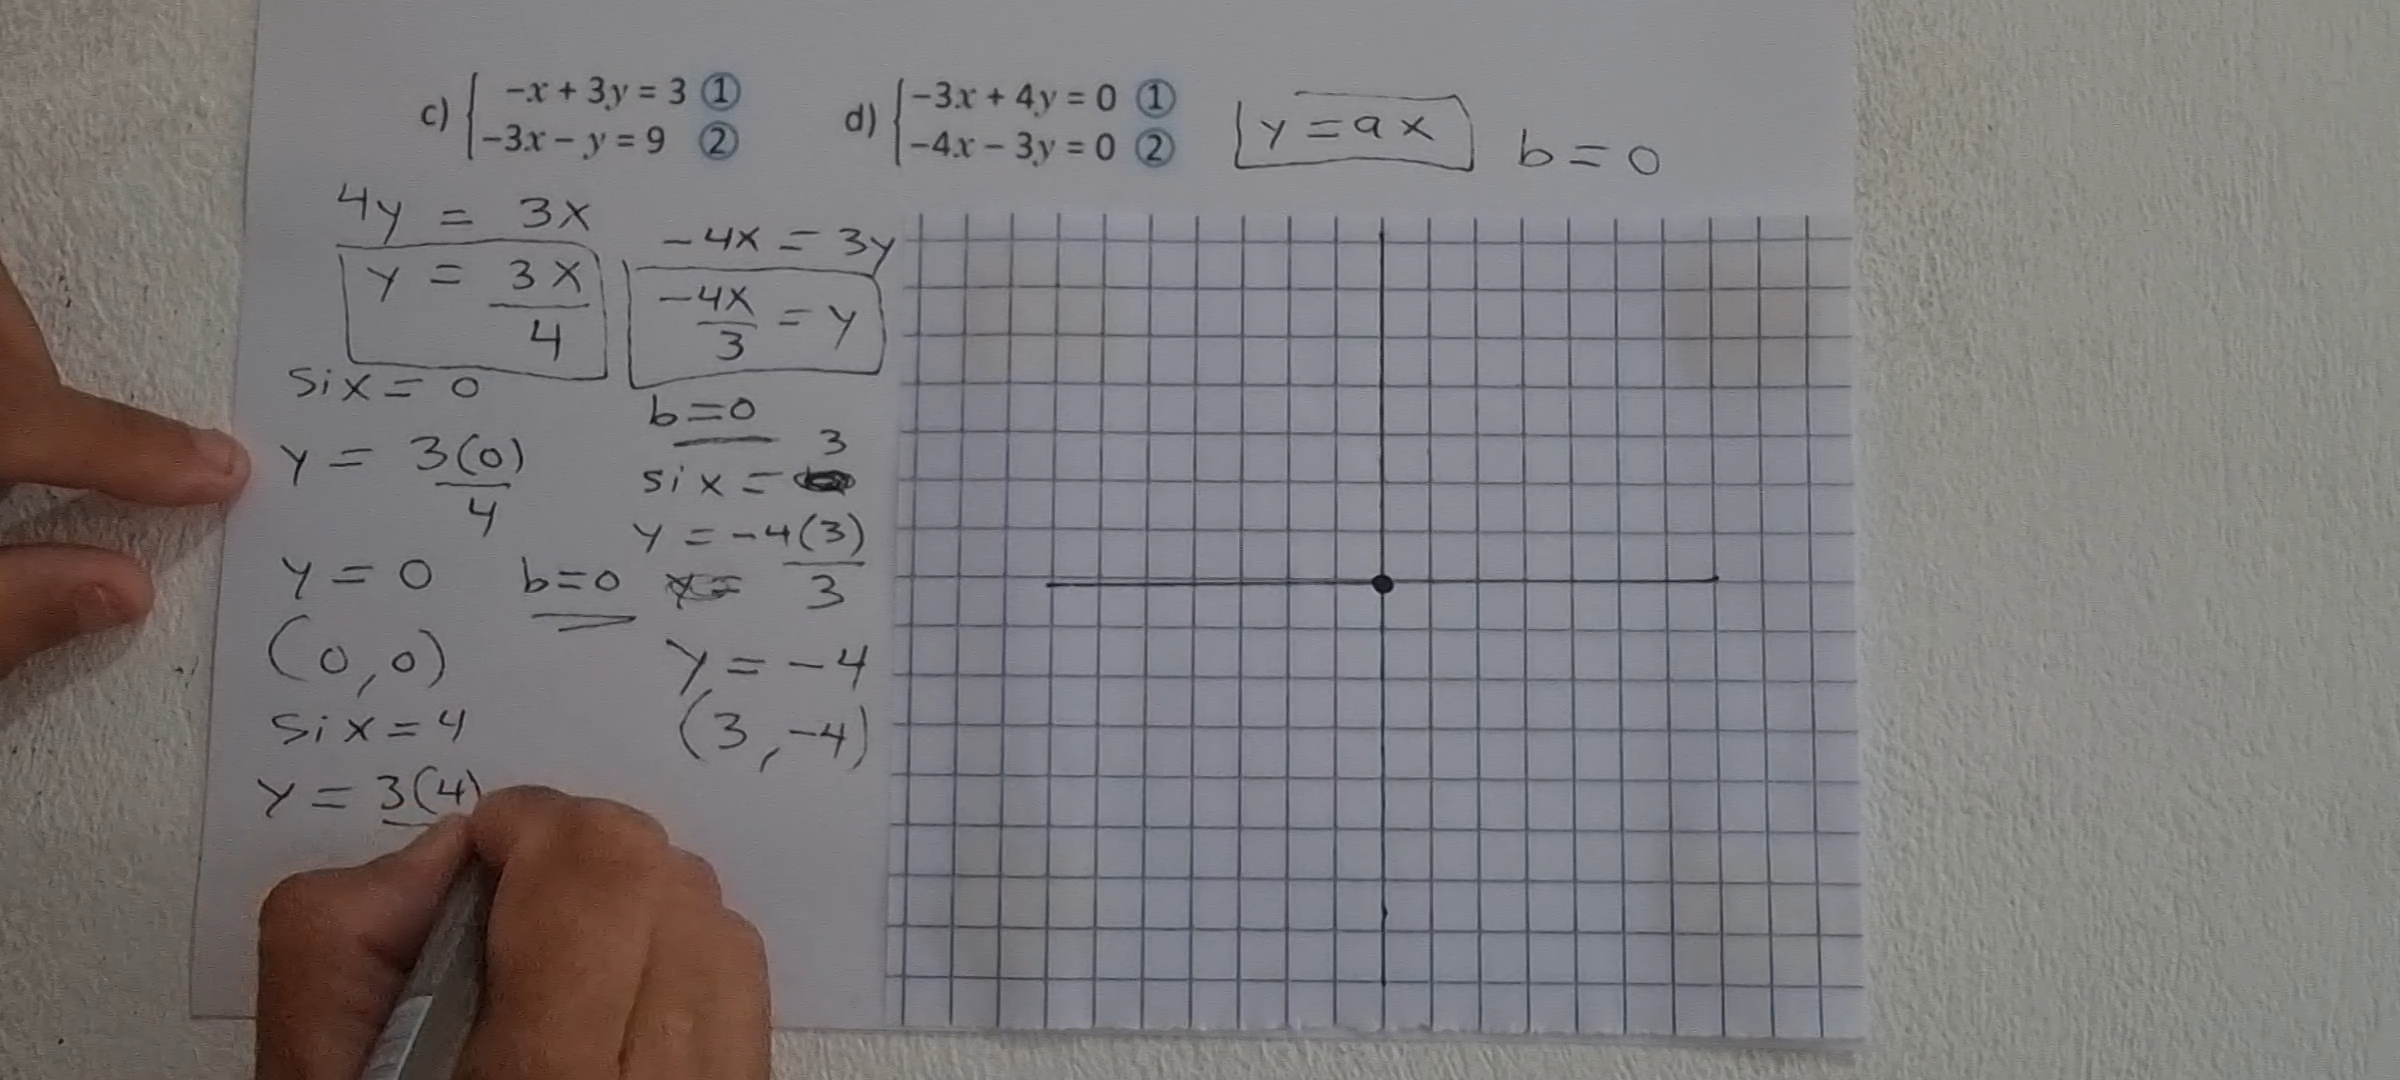 c) -x + 3y = 3 ①
-3x - y = 9 ②
d) -3x + 4y = 0 ①
-4x - 3y = 0 ②
y = ax
b = 0
4y = 3x
y = 3x/4
si x = 0
y = 3(0)/4
y = 0 b=0
(0,0)
si x = 4
y = 3(4)
-4x = 3y
-4x/3 = y
b=0
si x = 3
y = -4(3)/3
y = -4
(3,-4)